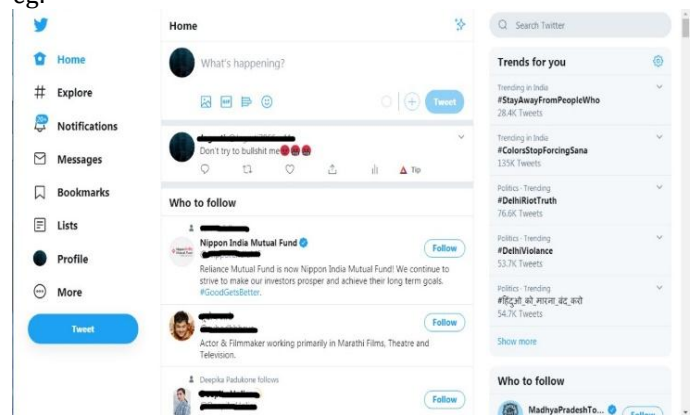 eg.
Home
Explore
20+
Notifications
Messages
Bookmarks
Lists
Profile
More
Tweet
Home
What's happening?
GIF
Tweet
Don't try to bullshit me
Tip
Who to follow
Nippon India Mutual Fund
Follow
Reliance Mutual Fund is now Nippon India Mutual Fund! We continue to
strive to make our investors prosper and achieve their long term goals.
#GoodGetsBetter.
Follow
Actor & Filmmaker working primarily in Marathi Films, Theatre and
Television.
Deepika Padukone follows
Follow
Search Twitter
Trends for you
Trending in India
#StayAwayFromPeopleWho
28.4K Tweets
Trending in India
#ColorsStopForcingSana
135K Tweets
Politics · Trending
#DelhiRiotTruth
76.6K Tweets
Politics · Trending
#DelhiViolance
53.7K Tweets
Politics · Trending
#हिंदुओ_को_मारना_बंद_करो
54.7K Tweets
Show more
Who to follow
MadhyaPradeshTo...
Follow